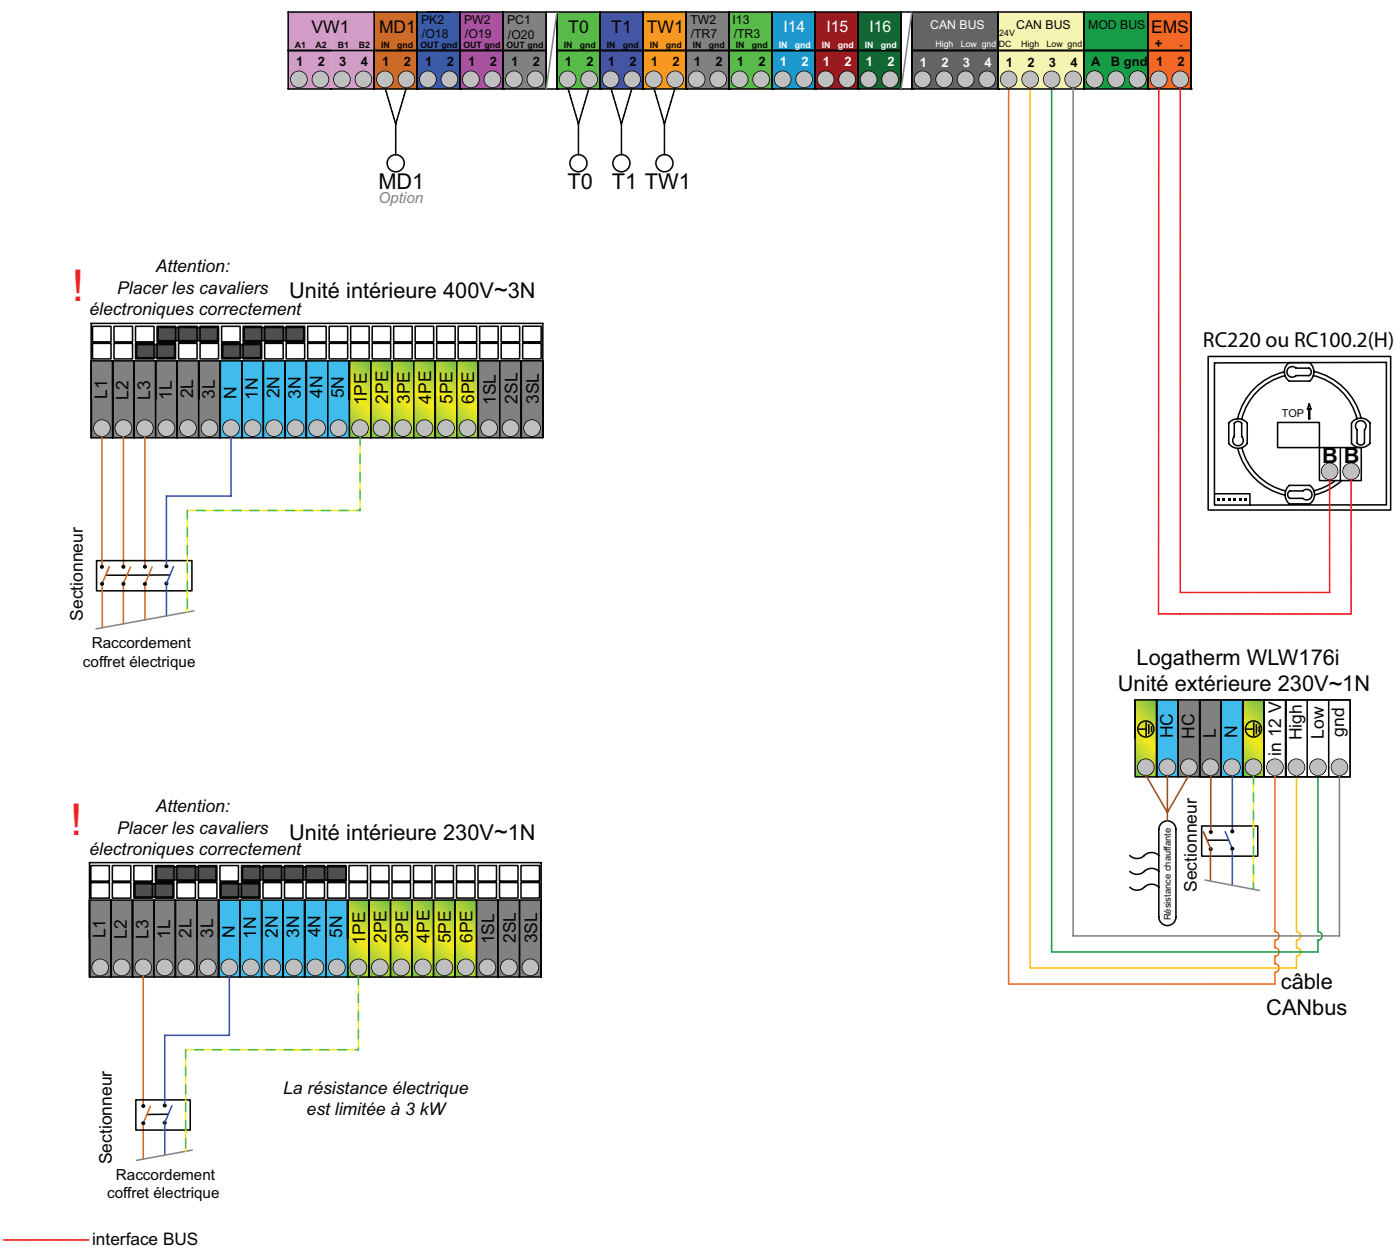 VW1 MD1 PK2 PW2 PC1 T0 T1 TW1 TW2 I13 I14 I15 I16 CAN BUS CAN BUS MOD BUS EMS
/O18 /O19 /O20 /TR7 /TR3
24V
A1 A2 B1 B2 IN gnd OUT gnd OUT gnd OUT gnd IN gnd IN gnd IN gnd IN gnd IN gnd IN gnd IN gnd IN gnd High Low gnd DC High Low gnd + -
1 2 3 4 1 2 1 2 1 2 1 2 1 2 1 2 1 2 1 2 1 2 1 2 1 2 1 2 1 2 3 4 1 2 3 4 A B gnd 1 2
MD1
Option
T0 T1 TW1
!
Attention:
Placer les cavaliers
électroniques correctement
Unité intérieure 400V~3N
L1 L2 L3 1L 2L 3L N 1N 2N 3N 4N 5N 1PE 2PE 3PE 4PE 5PE 6PE 1SL 2SL 3SL
Sectionneur
Raccordement
coffret électrique
RC220 ou RC100.2(H)
TOP
B B
Logatherm WLW176i
Unité extérieure 230V~1N
HC HC L N in 12 V High Low gnd
Résistance chauffante
Sectionneur
câble
CANbus
!
Attention:
Placer les cavaliers
électroniques correctement
Unité intérieure 230V~1N
L1 L2 L3 1L 2L 3L N 1N 2N 3N 4N 5N 1PE 2PE 3PE 4PE 5PE 6PE 1SL 2SL 3SL
Sectionneur
La résistance électrique
est limitée à 3 kW
Raccordement
coffret électrique
interface BUS